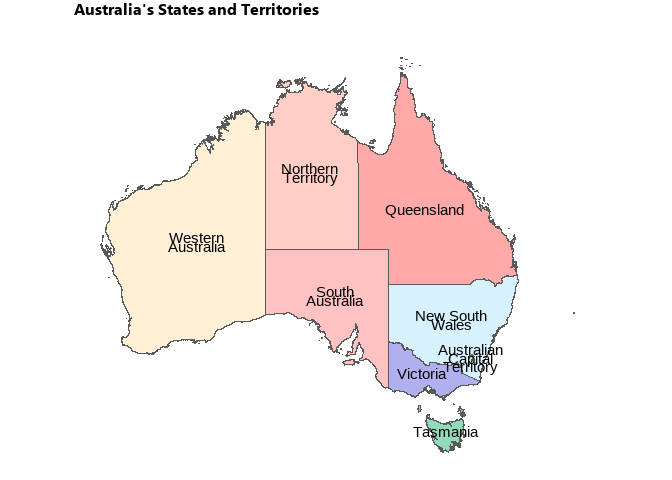 Australia's States and Territories
Northern
Territory
Queensland
Western
Australia
South
Australia
New South
Wales
Australian
Capital
Territory
Victoria
Tasmania